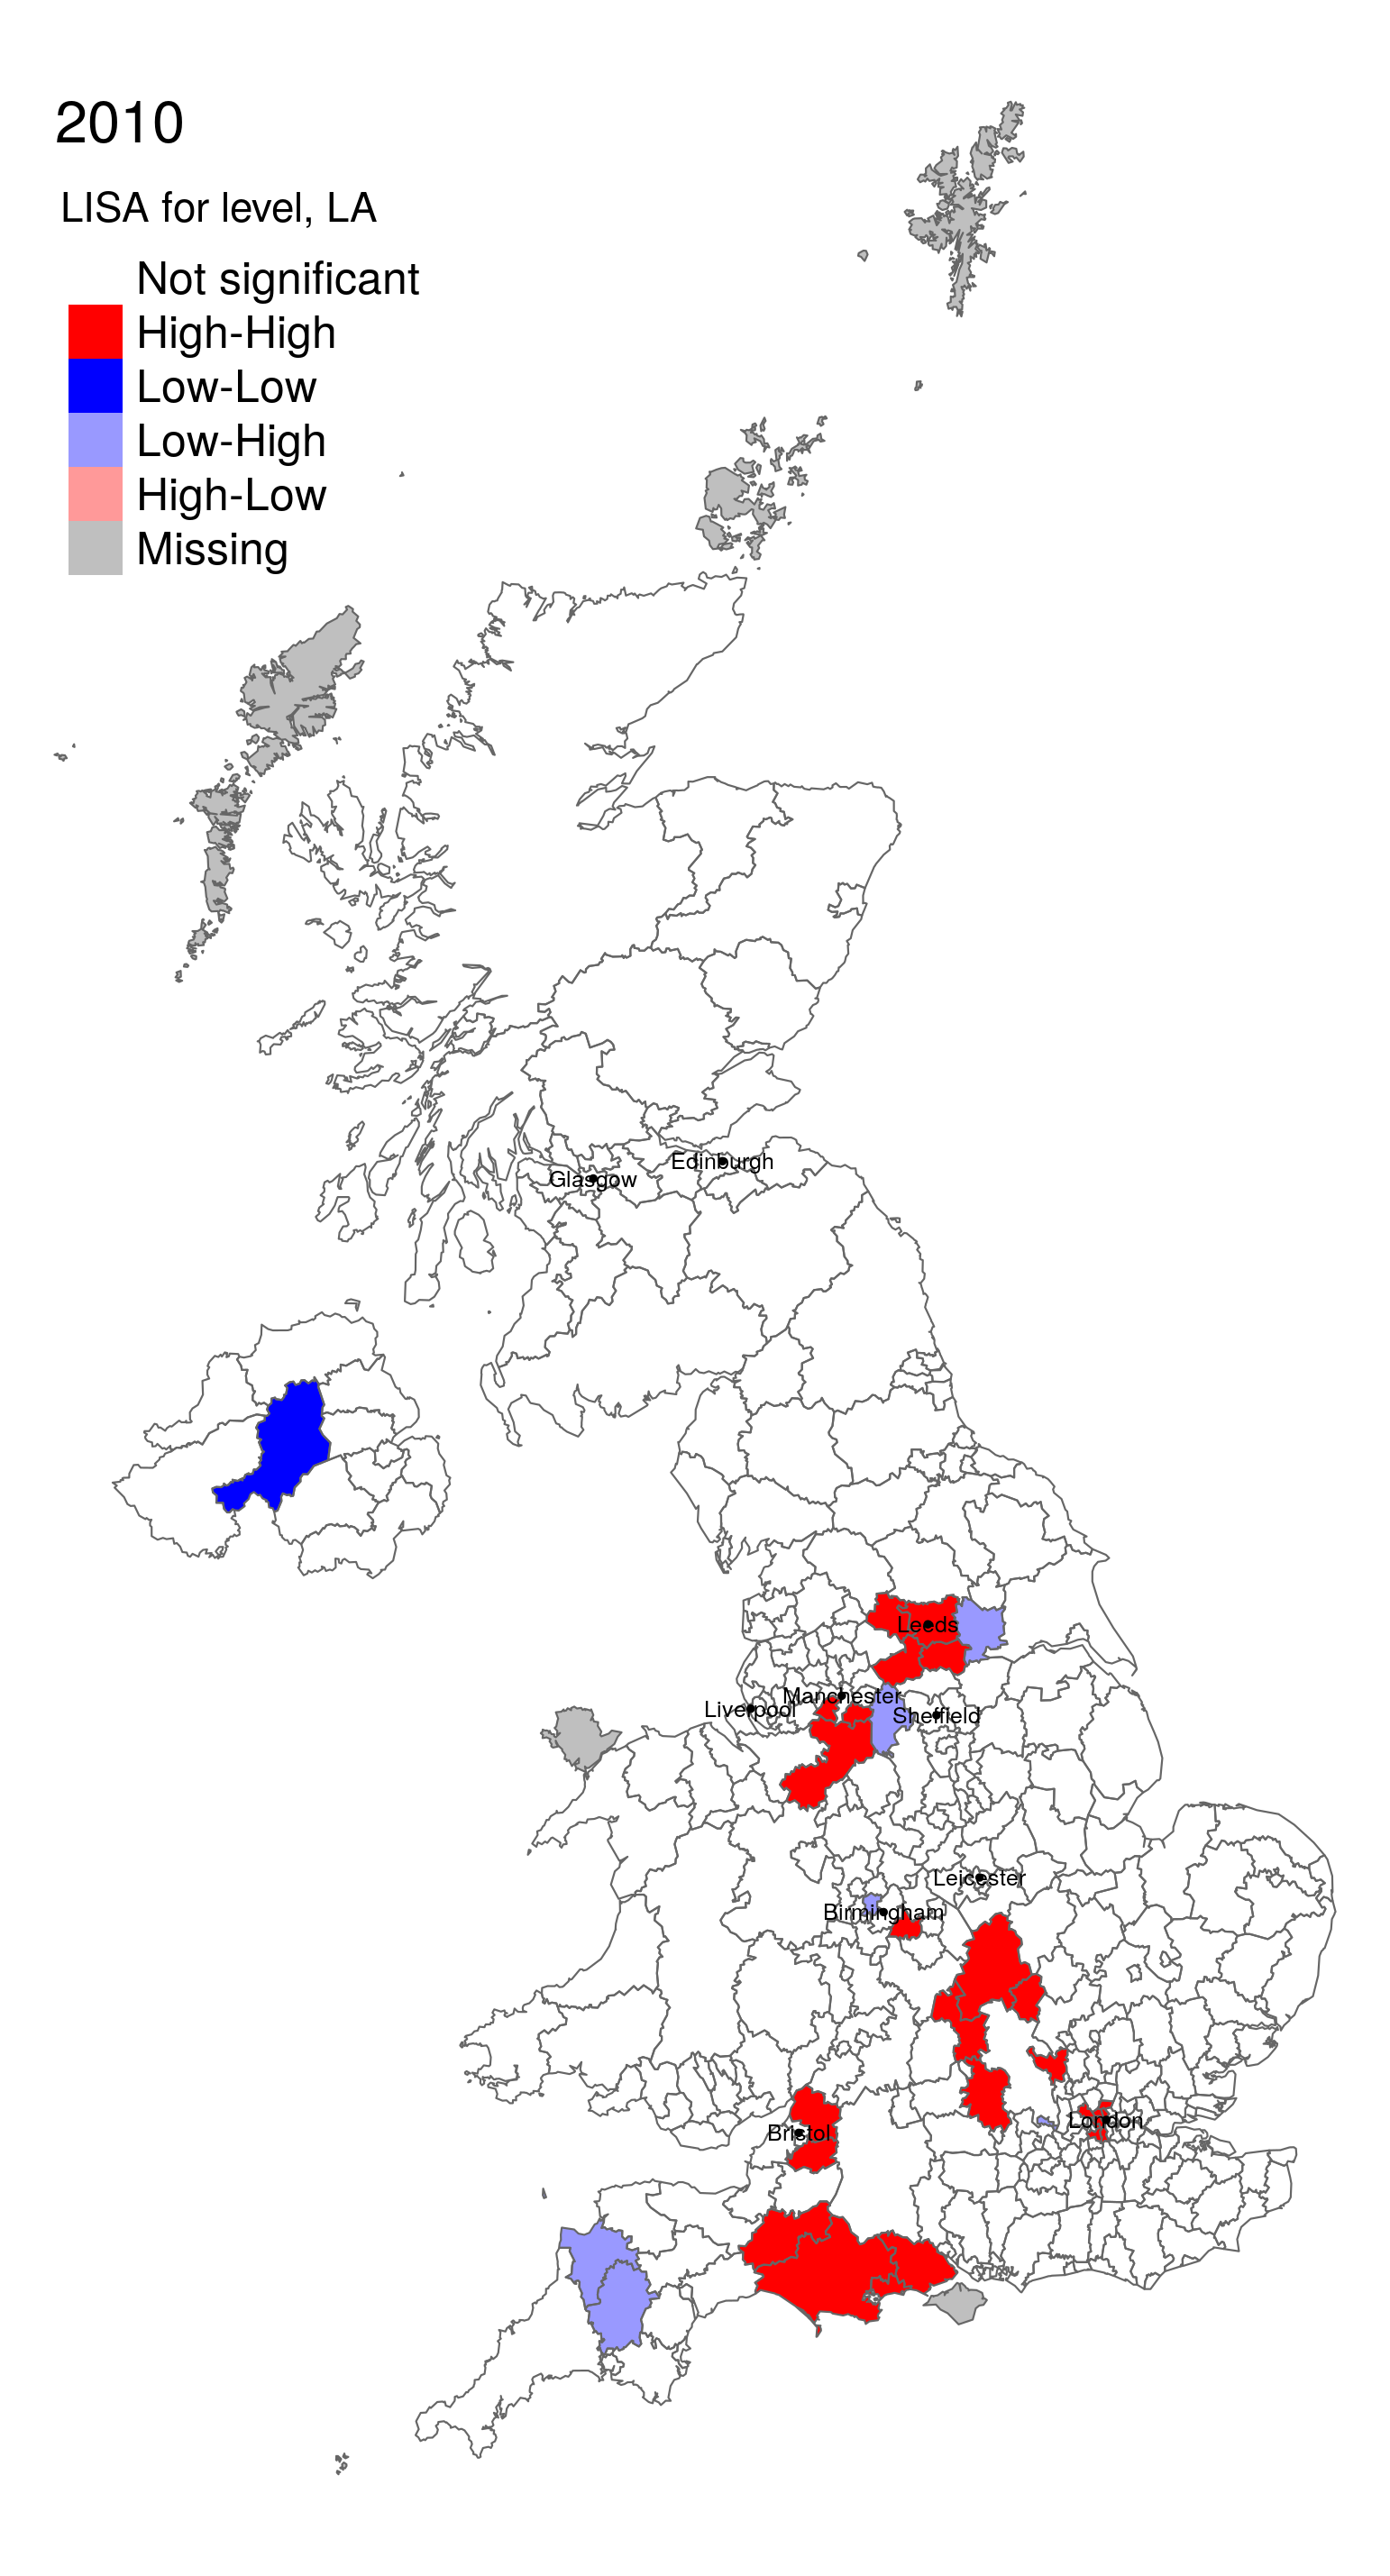 2010
LISA for level, LA
Not significant
High-High
Low-Low
Low-High
High-Low
Missing
Edinburgh
Glasgow
Leeds
Manchester
Liverpool
Sheffield
Leicester
Birmingham
London
Bristol